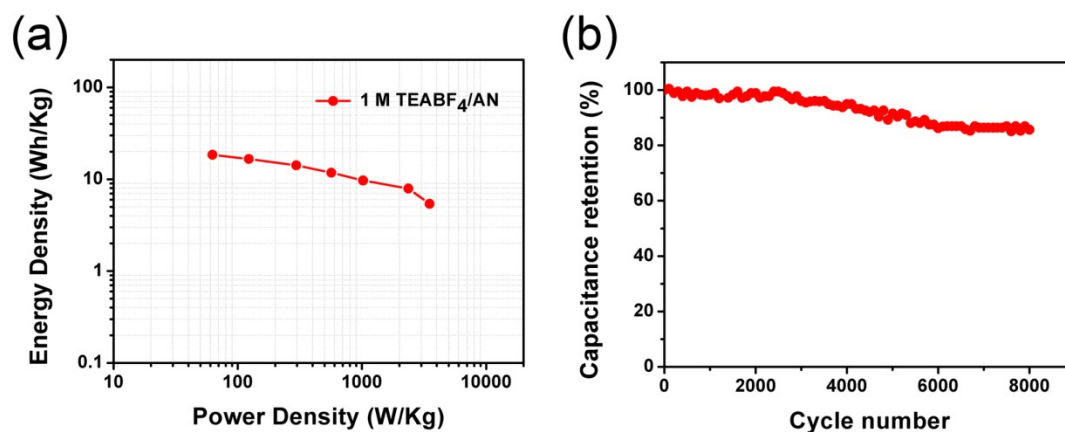 (a)
Energy Density (Wh/Kg)
100
10
1
0.1
1 M TEABF4/AN
10
100
1000
10000
Power Density (W/Kg)
(b)
Capacitance retention (%)
100
80
60
40
20
0
0
2000
4000
6000
8000
Cycle number